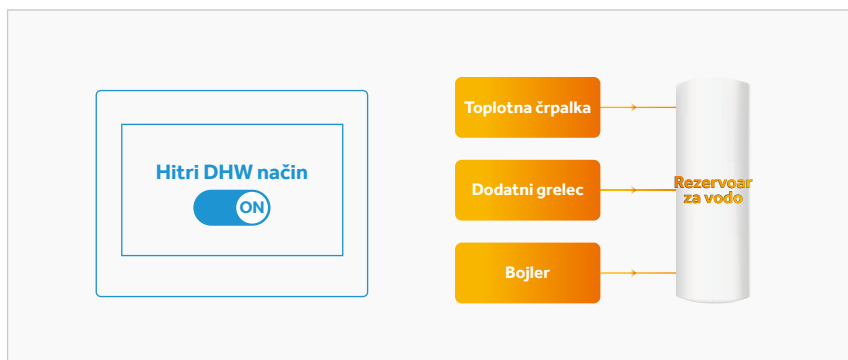 Hitri DHW način
ON
Toplotna črpalka
Dodatni grelec
Bojler
Rezervoar
za vodo